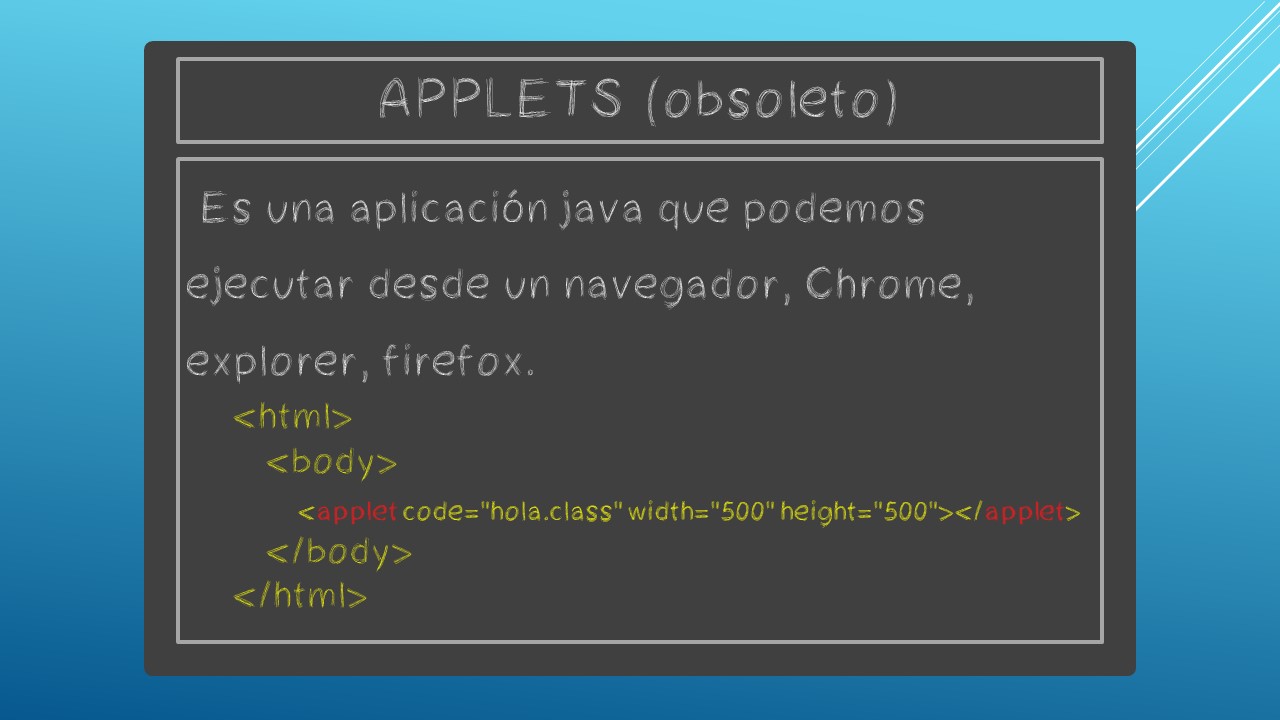 APPLETS (obsoleto)
Es una aplicación java que podemos
ejecutar desde un navegador, Chrome,
explorer, firefox.
<html>
<body>
<applet code="hola.class" width="500" height="500"></applet>
</body>
</html>